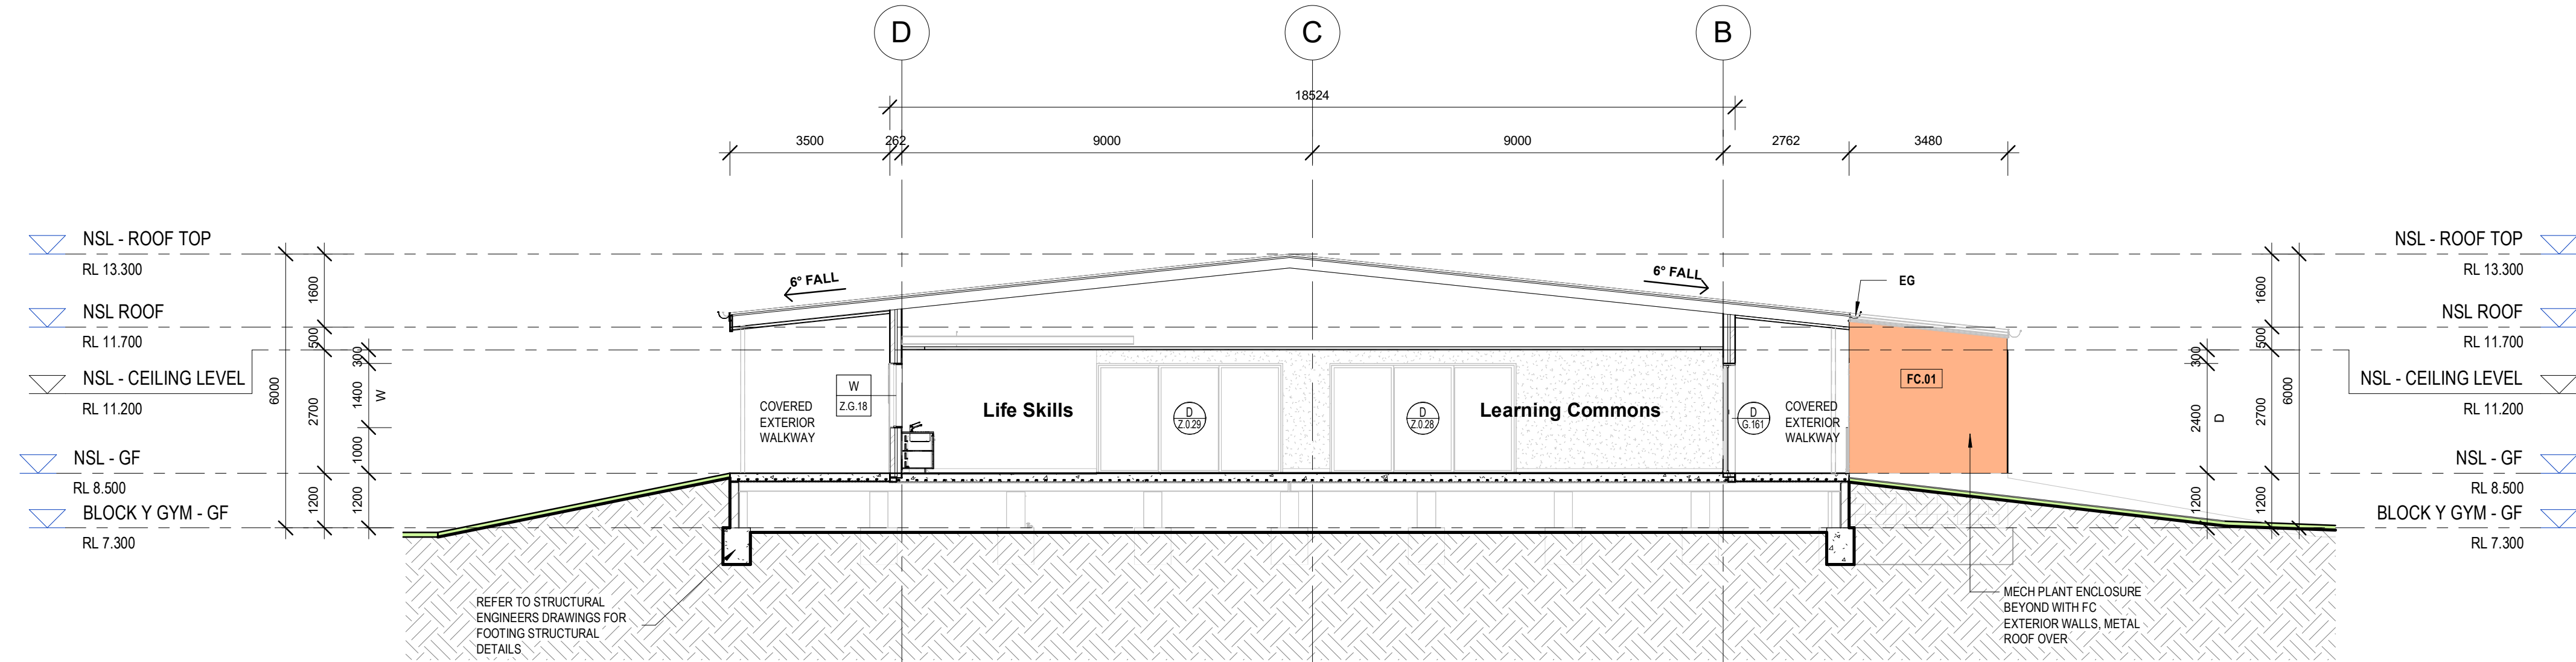 D
C
B
18524
3500
262
9000
9000
2762
3480
NSL - ROOF TOP
RL 13.300
NSL ROOF
RL 11.700
NSL - CEILING LEVEL
RL 11.200
NSL - GF
RL 8.500
BLOCK Y GYM - GF
RL 7.300
6000
1600
500
2700
1200
300
1400
W
1000
1200
6° FALL
6° FALL
EG
COVERED
EXTERIOR
WALKWAY
W
Z.G.18
Life Skills
D
Z.0.29
D
Z.0.28
Learning Commons
D
G.161
COVERED
EXTERIOR
WALKWAY
FC.01
REFER TO STRUCTURAL
ENGINEERS DRAWINGS FOR
FOOTING STRUCTURAL
DETAILS
MECH PLANT ENCLOSURE
BEYOND WITH FC
EXTERIOR WALLS, METAL
ROOF OVER
300
2400
D
1200
1600
500
2700
1200
6000
NSL - ROOF TOP
RL 13.300
NSL ROOF
RL 11.700
NSL - CEILING LEVEL
RL 11.200
NSL - GF
RL 8.500
BLOCK Y GYM - GF
RL 7.300